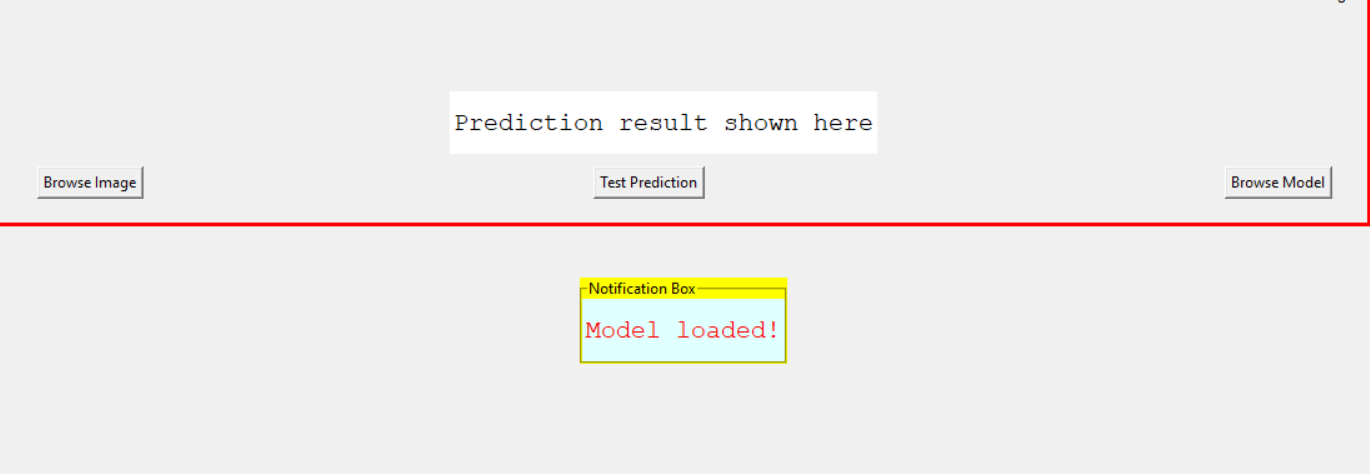 Prediction result shown here
Browse Image
Test Prediction
Browse Model
Notification Box
Model loaded!